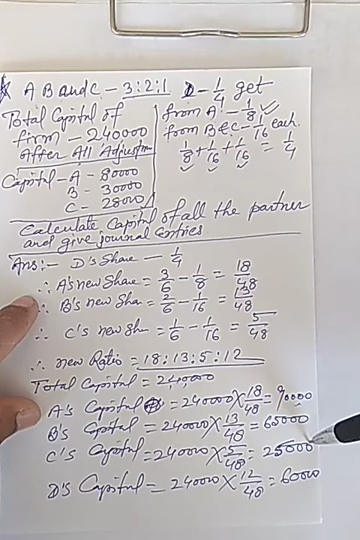 A B and C - 3:2:1 D - 1/4 get
Total Capital of
firm - 240000
After All Adjustm
Capital - A - 80000
B - 30000
C - 28000
from A - 1/8
from B & C - 1/16 each.
1/8 + 1/16 + 1/16 = 1/4
Calculate Capital of all the partner
and give journal Entries
Ans:- D's Share - 1/4
∴ A's new Share = 3/6 - 1/8 = 18/48
∴ B's new Shar = 2/6 - 1/16 = 13/48
∴ C's new Shr = 1/6 - 1/16 = 5/48
∴ new Ratio = 18:13:5:12
Total Capital = 240000
A's Capital = 240000 X 18/48 = 90000
B's Capital = 240000 X 13/48 = 65000
C's Capital = 240000 X 5/48 = 25000
D's Capital = 240000 X 12/48 = 60000